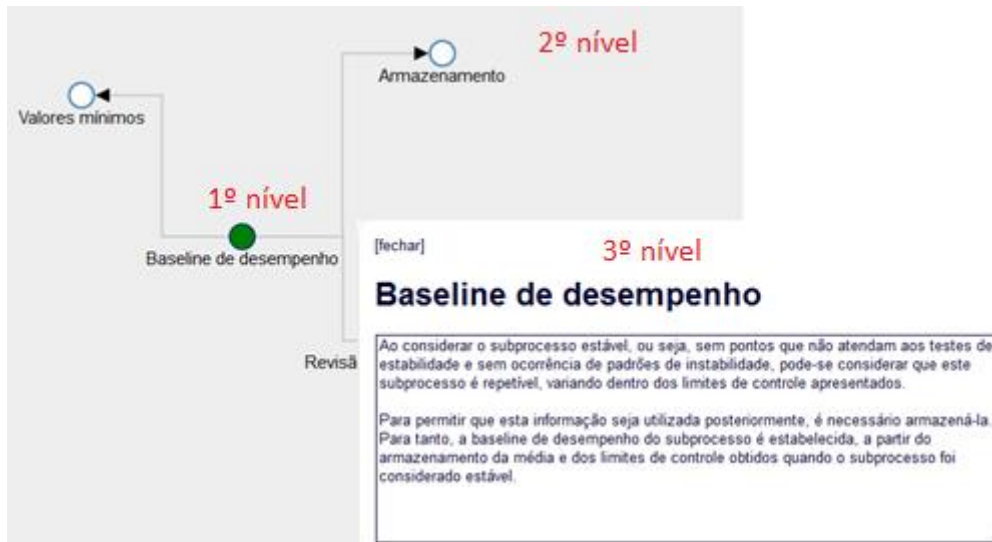 2º nível
Armazenamento
Valores mínimos
1º nível
Baseline de desempenho
Revisã
[fechar]
3º nível
Baseline de desempenho
Ao considerar o subprocesso estável, ou seja, sem pontos que não atendam aos testes de
estabilidade e sem ocorrência de padrões de instabilidade, pode-se considerar que este
subprocesso é repetível, variando dentro dos limites de controle apresentados.
Para permitir que esta informação seja utilizada posteriormente, é necessário armazená-la.
Para tanto, a baseline de desempenho do subprocesso é estabelecida, a partir do
armazenamento da média e dos limites de controle obtidos quando o subprocesso foi
considerado estável.